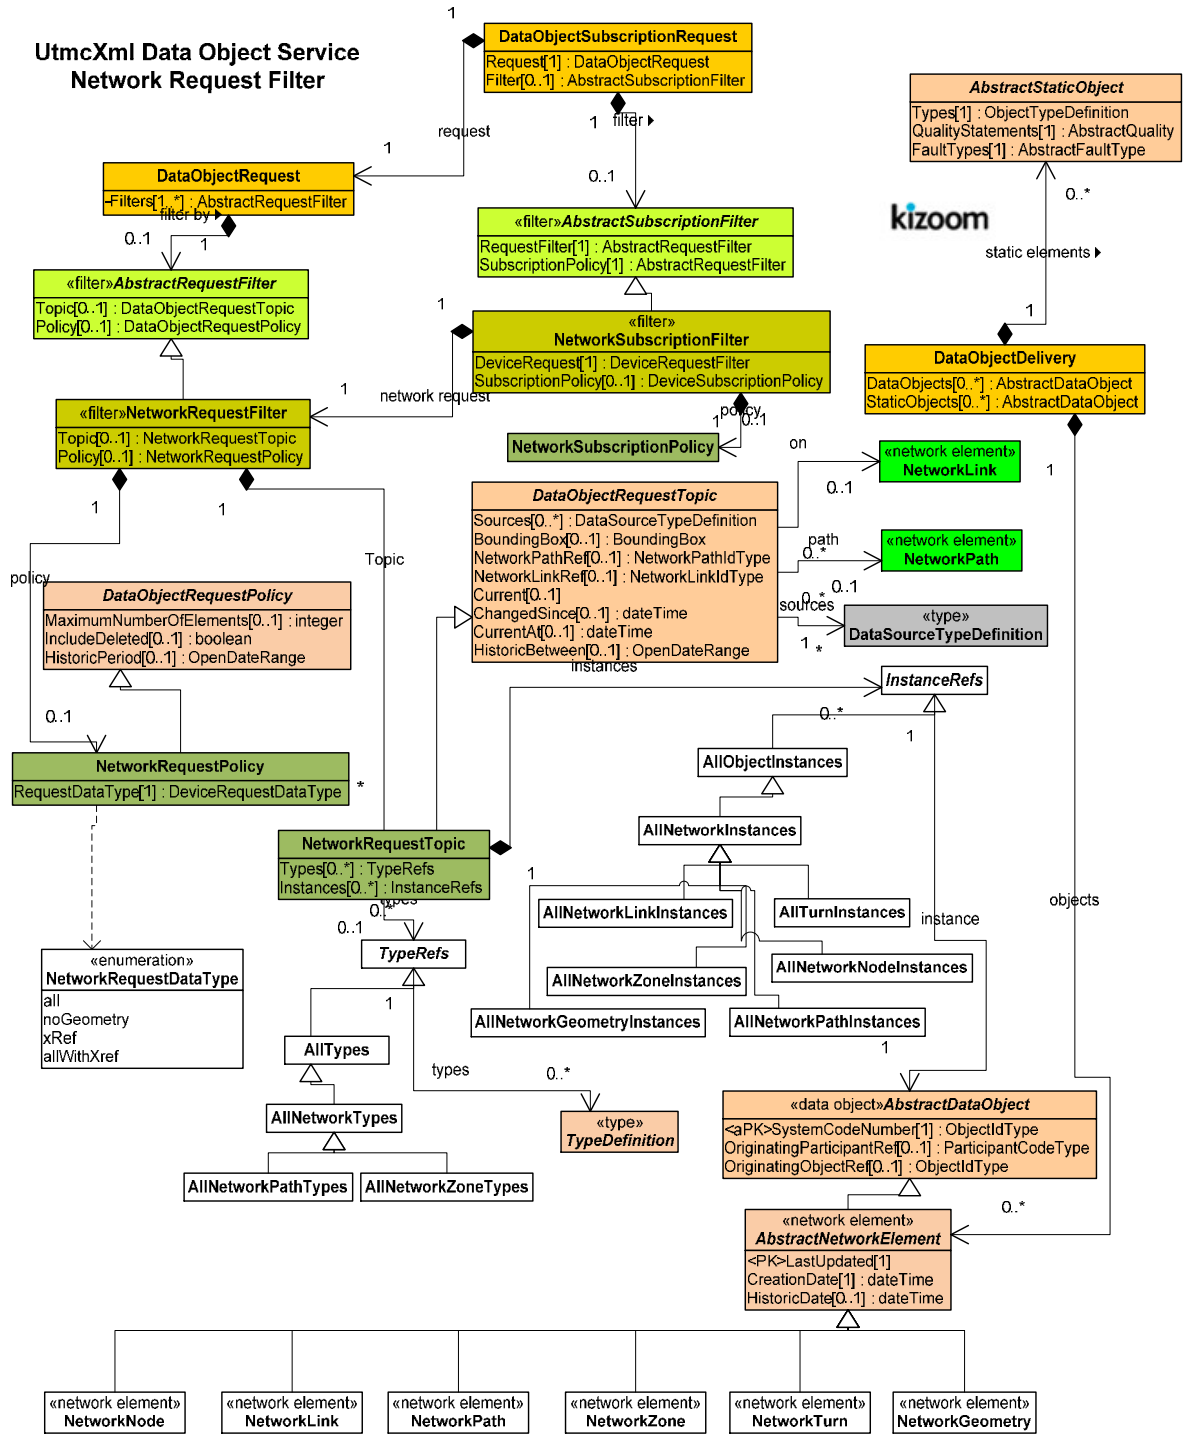 UtmcXml Data Object Service
Network Request Filter
1
DataObjectSubscriptionRequest
Request[1] : DataObjectRequest
Filter[0..1] : AbstractSubscriptionFilter
1
filter
request
1
0..1
AbstractStaticObject
Types[1] : ObjectTypeDefinition
QualityStatements[1] : AbstractQuality
FaultTypes[1] : AbstractFaultType
0..*
kizoom
static elements
1
DataObjectRequest
-Filters[1..*] : AbstractRequestFilter
filter by
0..1
1
«filter»AbstractSubscriptionFilter
RequestFilter[1] : AbstractRequestFilter
SubscriptionPolicy[1] : AbstractRequestFilter
«filter»AbstractRequestFilter
Topic[0..1] : DataObjectRequestTopic
Policy[0..1] : DataObjectRequestPolicy
1
«filter»
NetworkSubscriptionFilter
DeviceRequest[1] : DeviceRequestFilter
SubscriptionPolicy[0..1] : DeviceSubscriptionPolicy
DataObjectDelivery
DataObjects[0..*] : AbstractDataObject
StaticObjects[0..*] : AbstractDataObject
1
network request
policy
1
0..1
«filter»NetworkRequestFilter
Topic[0..1] : NetworkRequestTopic
Policy[0..1] : NetworkRequestPolicy
NetworkSubscriptionPolicy
on
«network element»
NetworkLink
0..1
1
1
1
DataObjectRequestTopic
Sources[0..*] : DataSourceTypeDefinition
BoundingBox[0..1] : BoundingBox
NetworkPathRef[0..1] : NetworkPathIdType
NetworkLinkRef[0..1] : NetworkLinkIdType
Current[0..1]
ChangedSince[0..1] : dateTime
CurrentAt[0..1] : dateTime
HistoricBetween[0..1] : OpenDateRange
path
0..*
«network element»
NetworkPath
0..1
0..*
sources
1
*
«type»
DataSourceTypeDefinition
Topic
policy
DataObjectRequestPolicy
MaximumNumberOfElements[0..1] : integer
IncludeDeleted[0..1] : boolean
HistoricPeriod[0..1] : OpenDateRange
instances
InstanceRefs
0..*
1
0..1
NetworkRequestPolicy
RequestDataType[1] : DeviceRequestDataType
*
AllObjectInstances
AllNetworkInstances
NetworkRequestTopic
Types[0..*] : TypeRefs
Instances[0..*] : InstanceRefs
1
types
0..*
0..1
AllNetworkLinkInstances
AllTurnInstances
objects
instance
TypeRefs
1
AllNetworkNodeInstances
AllNetworkZoneInstances
AllNetworkGeometryInstances
AllNetworkPathInstances
«enumeration»
NetworkRequestDataType
all
noGeometry
xRef
allWithXref
AllTypes
types
0..*
1
AllNetworkTypes
«type»
TypeDefinition
AllNetworkPathTypes
AllNetworkZoneTypes
«data object»AbstractDataObject
<aPK>SystemCodeNumber[1] : ObjectIdType
OriginatingParticipantRef[0..1] : ParticipantCodeType
OriginatingObjectRef[0..1] : ObjectIdType
0..*
«network element»
AbstractNetworkElement
<PK>LastUpdated[1]
CreationDate[1] : dateTime
HistoricDate[0..1] : dateTime
«network element»
NetworkNode
«network element»
NetworkLink
«network element»
NetworkPath
«network element»
NetworkZone
«network element»
NetworkTurn
«network element»
NetworkGeometry